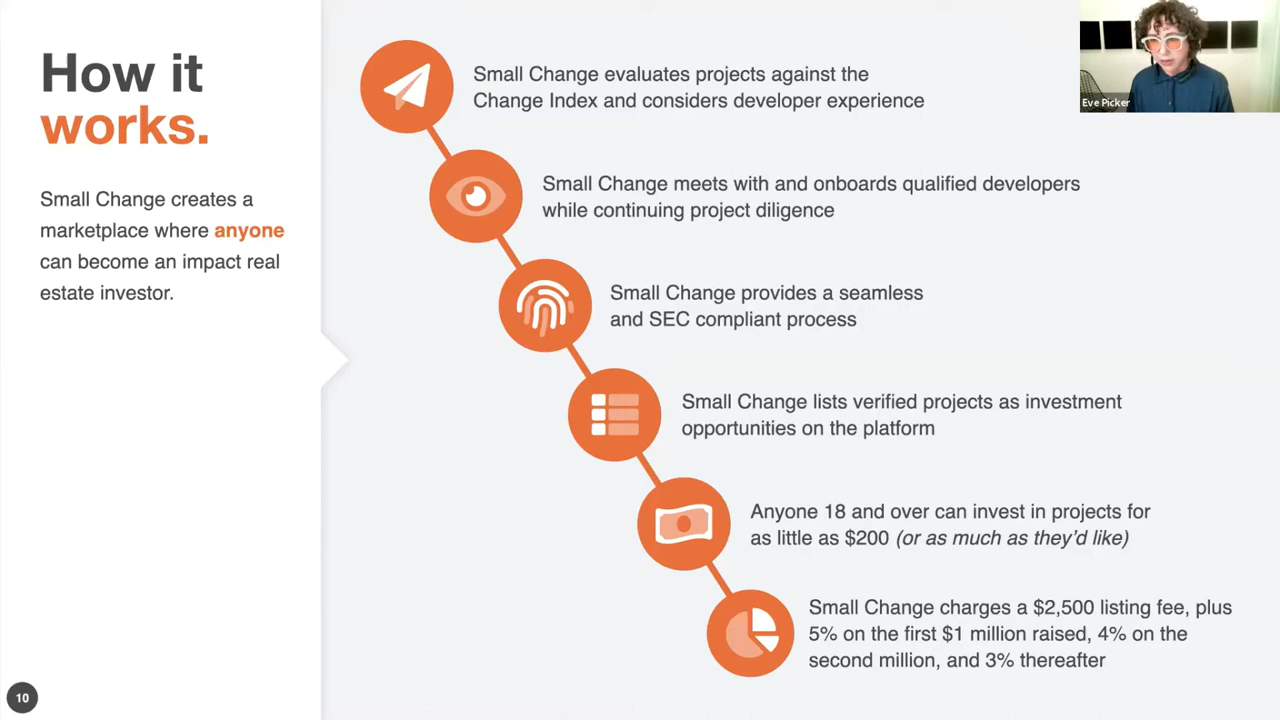 How it
works.
Small Change creates a
marketplace where anyone
can become an impact real
estate investor.
Small Change evaluates projects against the
Change Index and considers developer experience
Small Change meets with and onboards qualified developers
while continuing project diligence
Small Change provides a seamless
and SEC compliant process
Small Change lists verified projects as investment
opportunities on the platform
Anyone 18 and over can invest in projects for
as little as $200 (or as much as they'd like)
Small Change charges a $2,500 listing fee, plus
5% on the first $1 million raised, 4% on the
second million, and 3% thereafter
Eve Picker
10